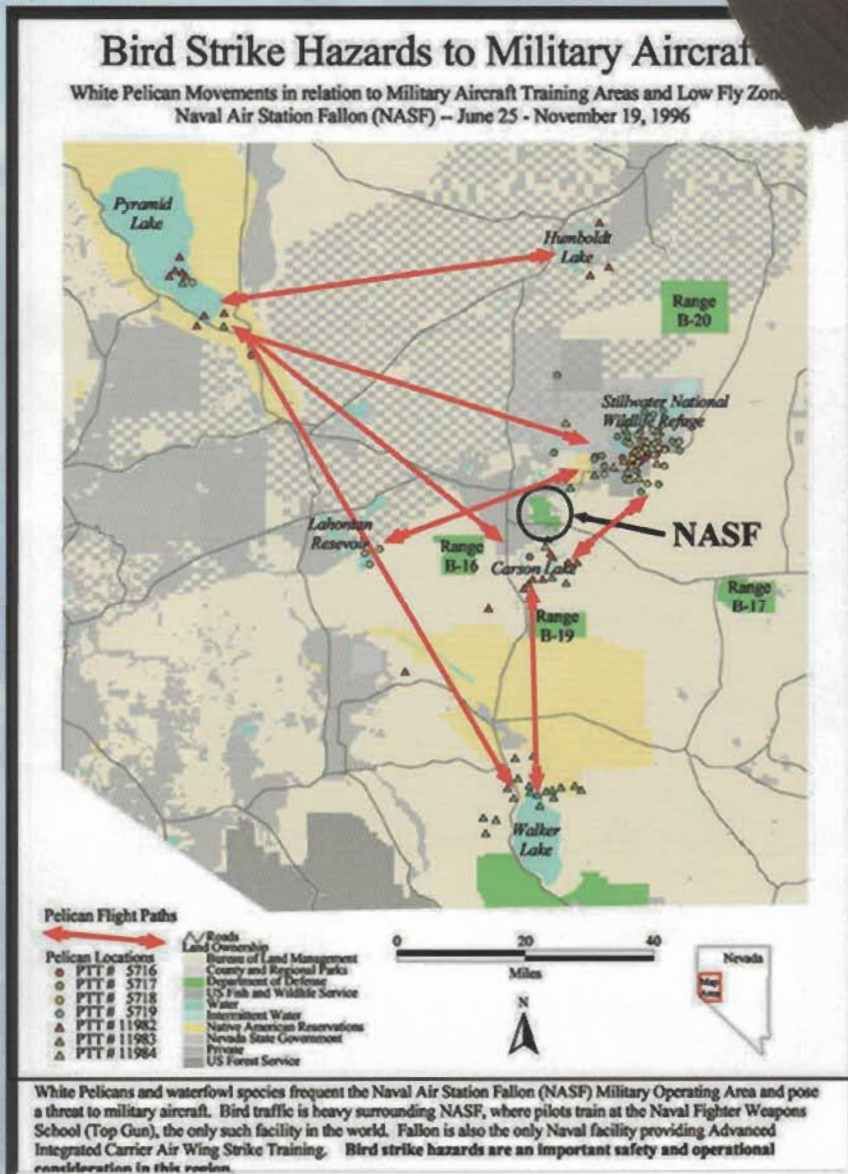 Bird Strike Hazards to Military Aircraft
White Pelican Movements in relation to Military Aircraft Training Areas and Low Fly Zone
Naval Air Station Fallon (NASF) – June 25 - November 19, 1996
Pyramid
Lake
Humboldt
Lake
Range
B-20
Stillwater National
Wildlife Refuge
Lahontan
Resevoir
NASF
Range
B-16
Carson Lake
Range
B-17
Range
B-19
Walker
Lake
Pelican Flight Paths
Pelican Locations
PTT # 5716
PTT # 5717
PTT # 5718
PTT # 5719
PTT # 11982
PTT # 11983
PTT # 11984
Roads
Land Ownership
Bureau of Land Management
County and Regional Parks
Department of Defense
US Fish and Wildlife Service
Water
Intermittent Water
Native American Reservations
Nevada State Government
Private
US Forest Service
0 20 40
Miles
N
Nevada
Map
Area
White Pelicans and waterfowl species frequent the Naval Air Station Fallon (NASF) Military Operating Area and pose
a threat to military aircraft. Bird traffic is heavy surrounding NASF, where pilots train at the Naval Fighter Weapons
School (Top Gun), the only such facility in the world. Fallon is also the only Naval facility providing Advanced
Integrated Carrier Air Wing Strike Training. Bird strike hazards are an important safety and operational
consideration in this region.